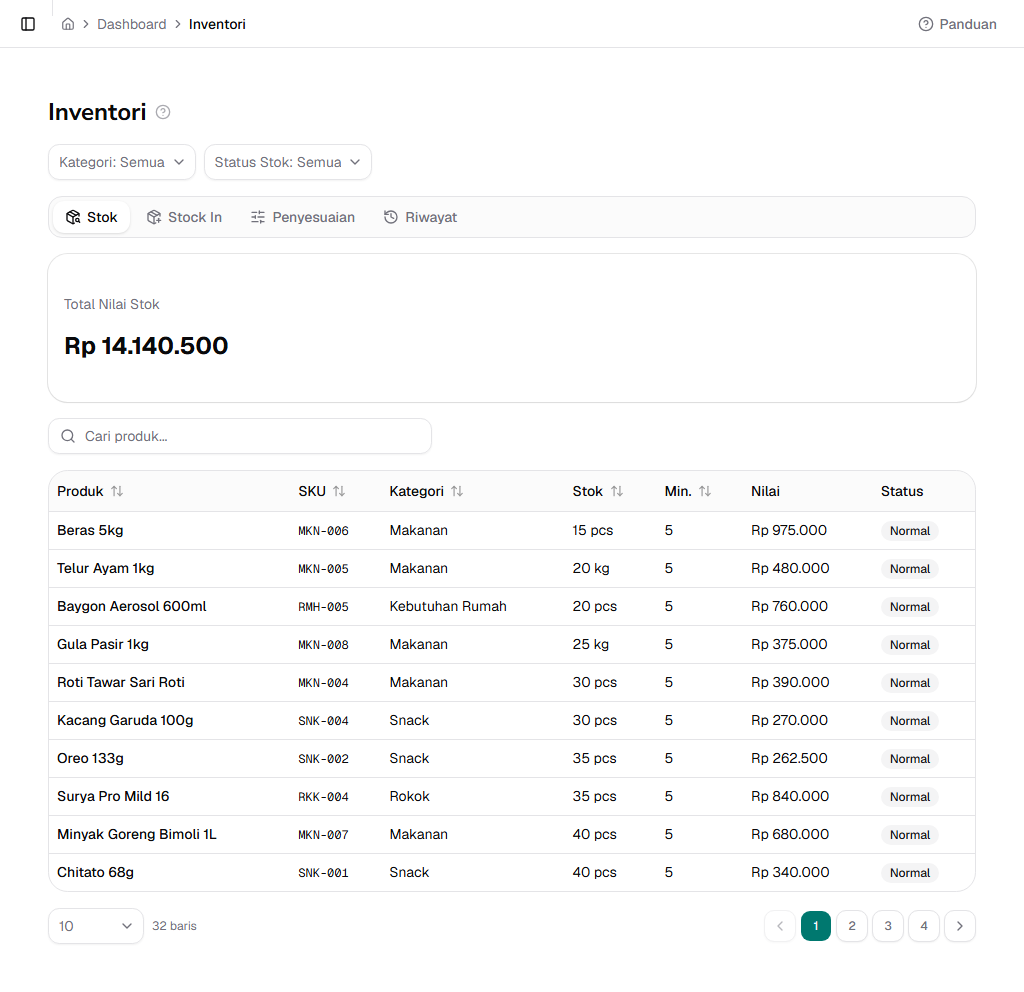 Dashboard Inventori Panduan
Inventori
Kategori: Semua Status Stok: Semua
Stok Stock In Penyesuaian Riwayat
Total Nilai Stok
Rp 14.140.500
Cari produk...
Produk SKU Kategori Stok Min. Nilai Status
Beras 5kg MKN-006 Makanan 15 pcs 5 Rp 975.000 Normal
Telur Ayam 1kg MKN-005 Makanan 20 kg 5 Rp 480.000 Normal
Baygon Aerosol 600ml RMH-005 Kebutuhan Rumah 20 pcs 5 Rp 760.000 Normal
Gula Pasir 1kg MKN-008 Makanan 25 kg 5 Rp 375.000 Normal
Roti Tawar Sari Roti MKN-004 Makanan 30 pcs 5 Rp 390.000 Normal
Kacang Garuda 100g SNK-004 Snack 30 pcs 5 Rp 270.000 Normal
Oreo 133g SNK-002 Snack 35 pcs 5 Rp 262.500 Normal
Surya Pro Mild 16 RKK-004 Rokok 35 pcs 5 Rp 840.000 Normal
Minyak Goreng Bimoli 1L MKN-007 Makanan 40 pcs 5 Rp 680.000 Normal
Chitato 68g SNK-001 Snack 40 pcs 5 Rp 340.000 Normal
10 32 baris 1 2 3 4